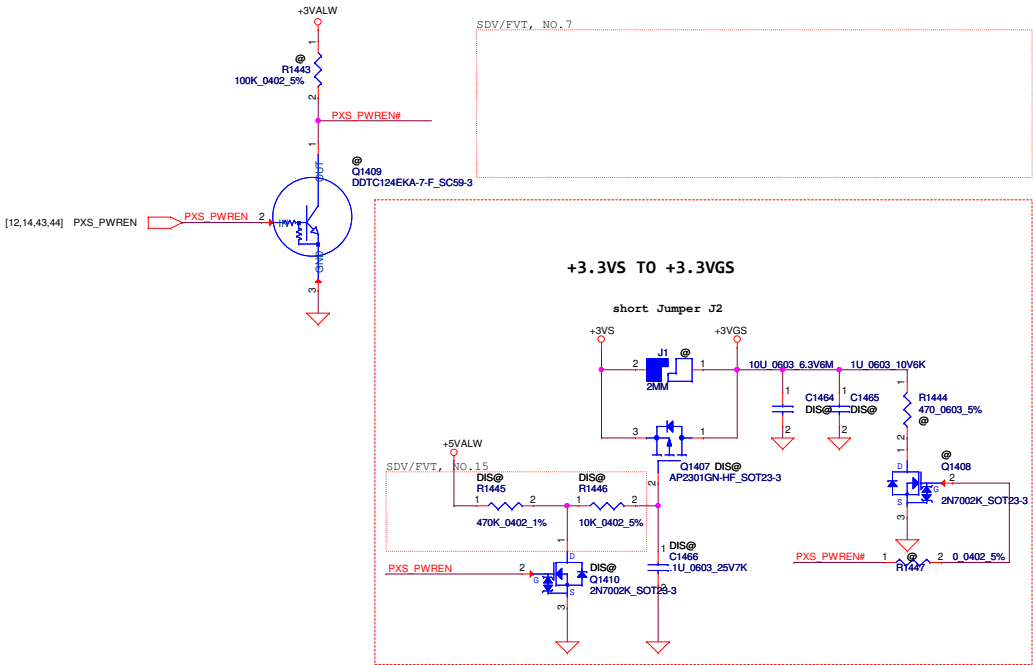 +3VALW
SDV/FVT, NO.7
1
@
R1443
100K_0402_5%
2
PXS_PWREN#
1
@
Q1409
DDTC124EKA-7-F_SC59-3
OUT
[12,14,43,44] PXS_PWREN
PXS_PWREN
2
IN
GND
3
+3.3VS TO +3.3VGS
short Jumper J2
+3VS
+3VGS
J1 @
2 1
2MM
10U_0603_6.3V6M
1U_0603_10V6K
1
C1464
DIS@
2
1
C1465
DIS@
2
1
R1444
470_0603_5%
@
2
3 1
Q1407 DIS@
AP2301GN-HF_SOT23-3
2
+5VALW
SDV/FVT, NO.15
DIS@
R1445
1 2
470K_0402_1%
DIS@
R1446
1 2
10K_0402_5%
@
Q1408
2
2N7002K_SOT23-3
D
G
S
3
1
DIS@
C1466
.1U_0603_25V7K
2
PXS_PWREN
2
1
D
G
S
3
DIS@
Q1410
2N7002K_SOT23-3
PXS_PWREN#
1 2
@
R1447
0_0402_5%